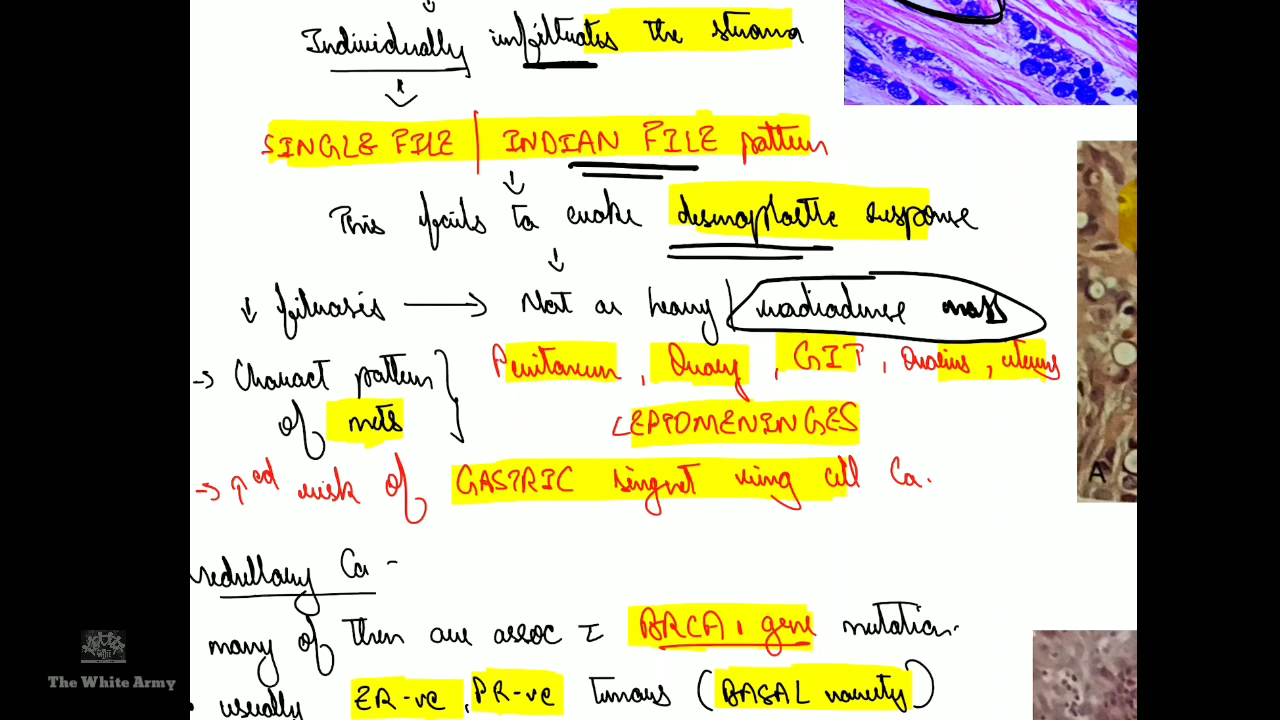 Individually infiltrates the stroma
SINGLE FILE | INDIAN FILE pattern
This fails to evoke desmoplastic response
↓ fibrosis → Not as heavy / radiodense mass
→ Charact pattern of mets } Peritoneum, Ovary, GIT, Ovaries, uterus
LEPTOMENINGES
→ ↑ed risk of GASTRIC singnet ring cell Ca.
medullary Ca -
many of Them are assoc c̄ BRCA1 gene mutation.
usually ER-ve, PR-ve tumors (BASAL variety)
A
The White Army